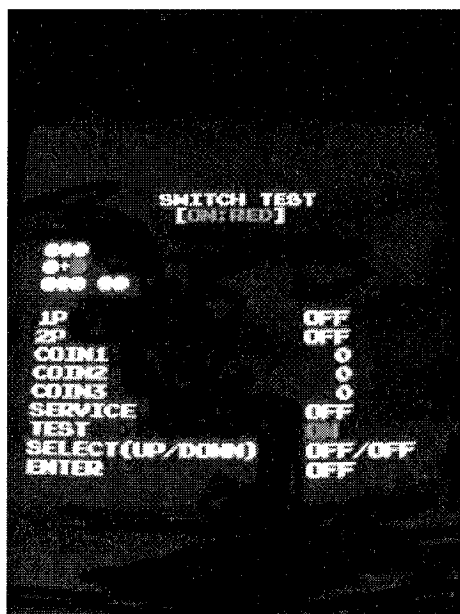 SWITCH TEST
[ON:RED]
1P OFF
2P OFF
COIN1 0
COIN2 0
COIN3 0
SERVICE OFF
TEST ON
SELECT(UP/DOWN) OFF/OFF
ENTER OFF